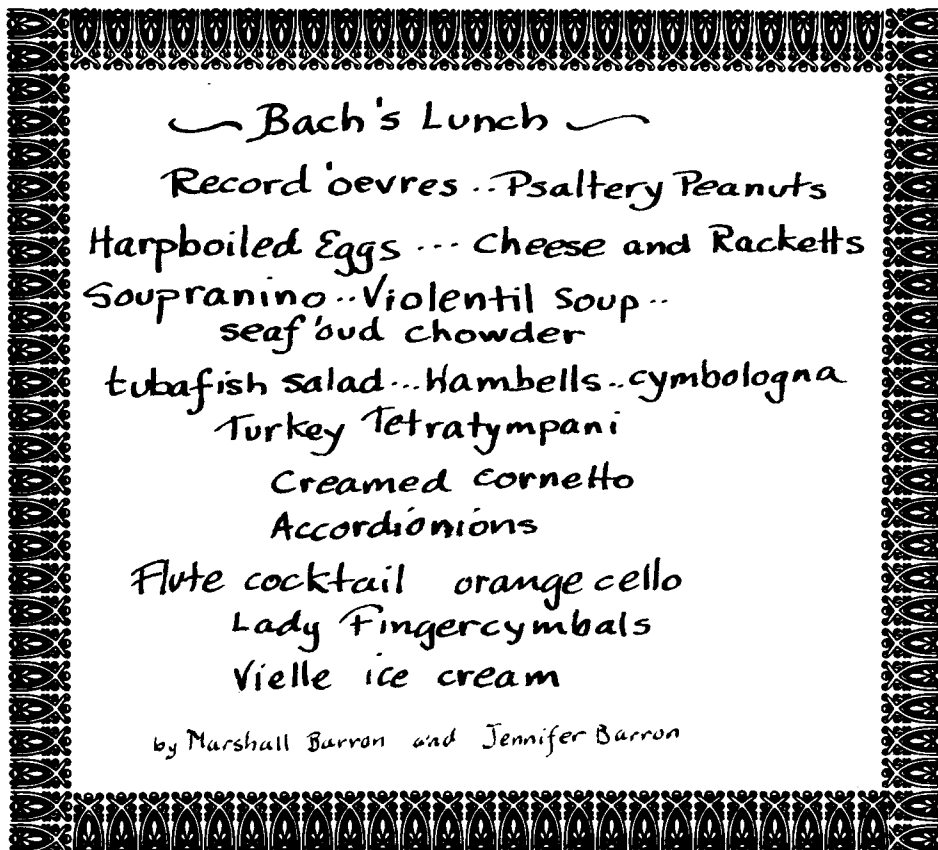 Bach's Lunch
Record 'oevres .. Psaltery Peanuts
Harpboiled Eggs ... Cheese and Racketts
Soupranino .. Violentil Soup ..
seaf 'oud chowder
tubafish salad ... Hambells .. cymbologna
Turkey Tetratympani
Creamed cornetto
Accordionions
Flute cocktail orange cello
Lady Fingercymbals
Vielle ice cream
by Marshall Barron and Jennifer Barron